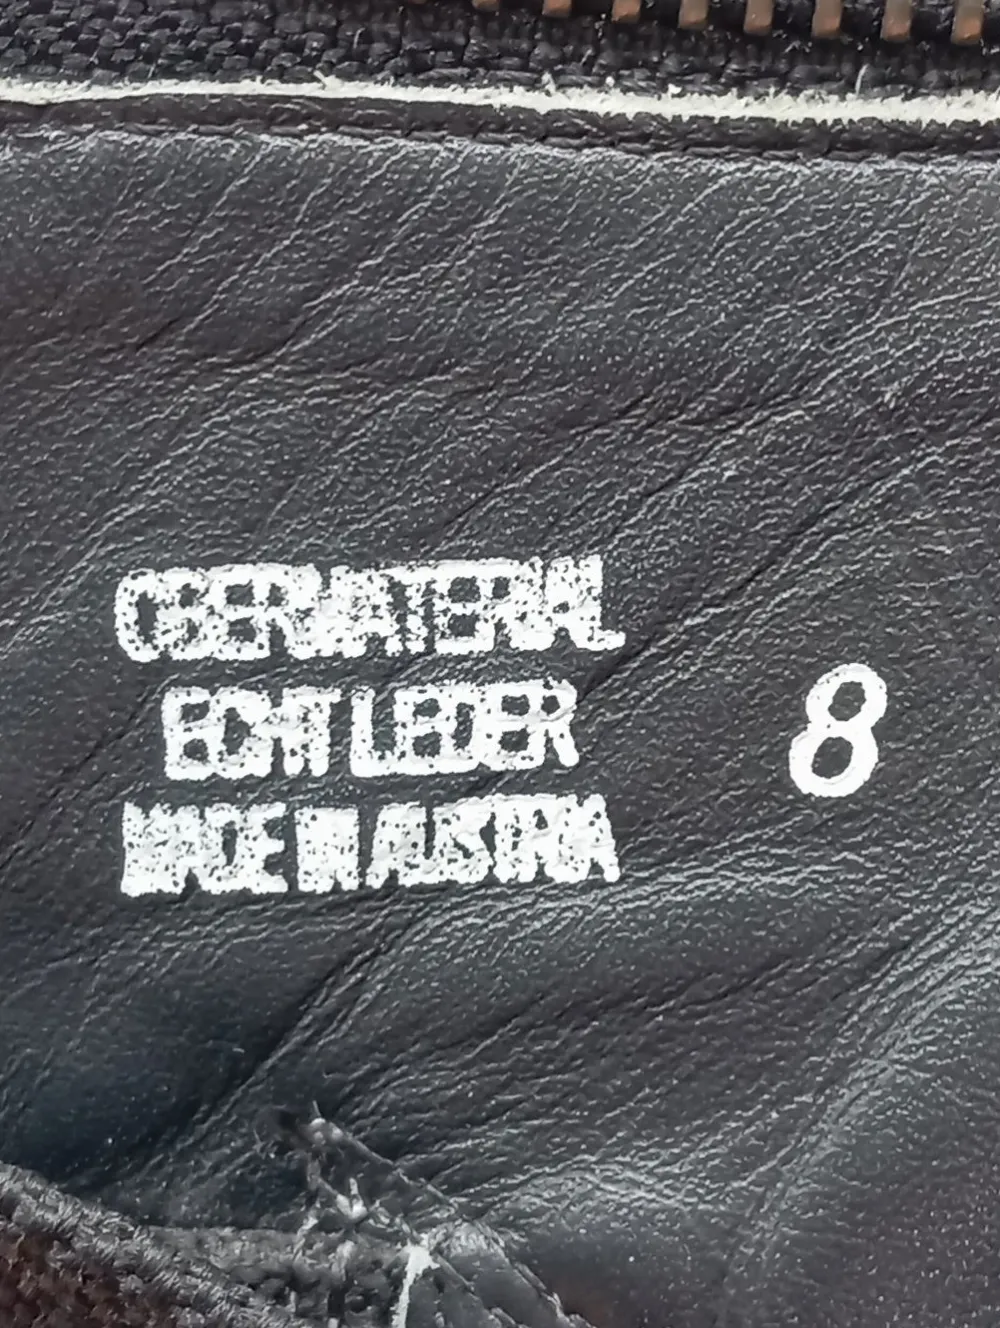 OBERMATERIAL
ECHT LEDER
MADE IN AUSTRIA
8